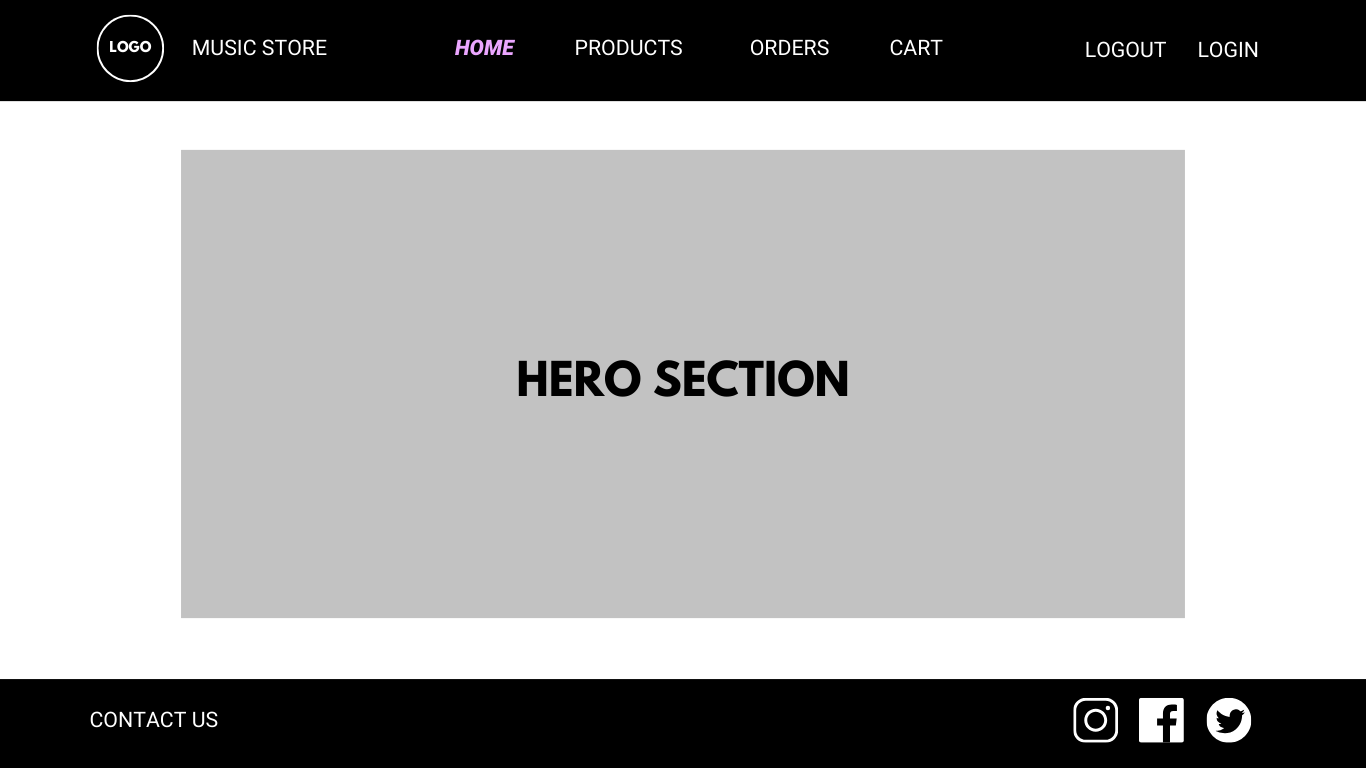 LOGO
MUSIC STORE
HOME
PRODUCTS
ORDERS
CART
LOGOUT
LOGIN
HERO SECTION
CONTACT US